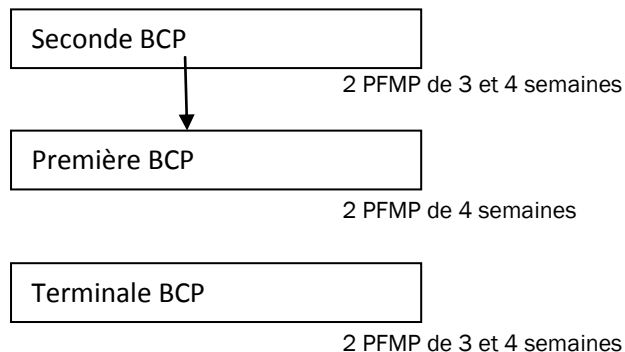 Seconde BCP
2 PFMP de 3 et 4 semaines
Première BCP
2 PFMP de 4 semaines
Terminale BCP
2 PFMP de 3 et 4 semaines